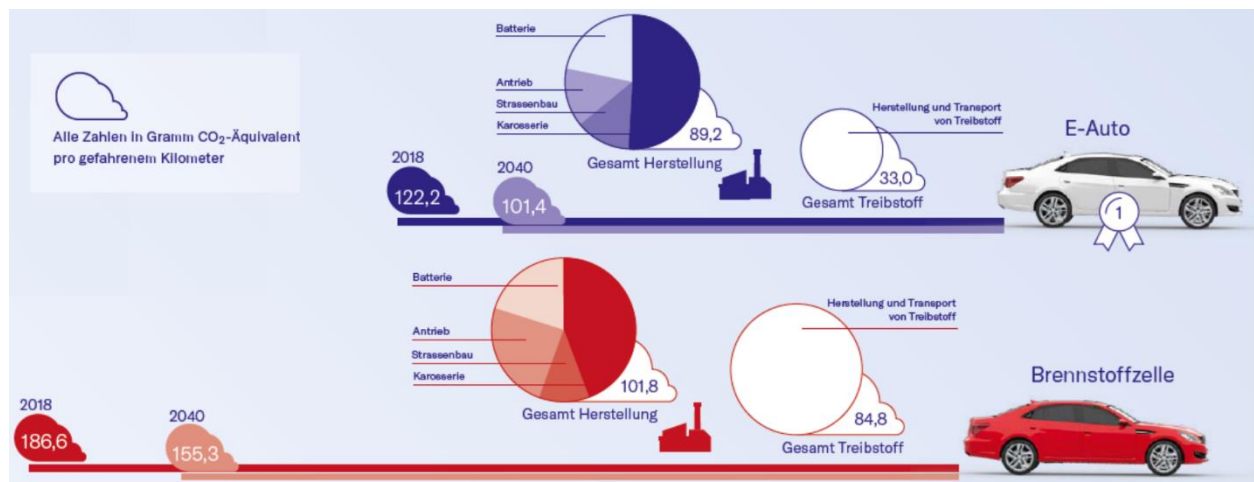 Alle Zahlen in Gramm CO₂-Äquivalent
pro gefahrenem Kilometer
Batterie
Antrieb
Strassenbau
Karosserie
89,2
Gesamt Herstellung
Herstellung und Transport
von Treibstoff
33,0
Gesamt Treibstoff
E-Auto
1
2018
122,2
2040
101,4
Batterie
Antrieb
Strassenbau
Karosserie
101,8
Gesamt Herstellung
Herstellung und Transport
von Treibstoff
84,8
Gesamt Treibstoff
Brennstoffzelle
2018
186,6
2040
155,3